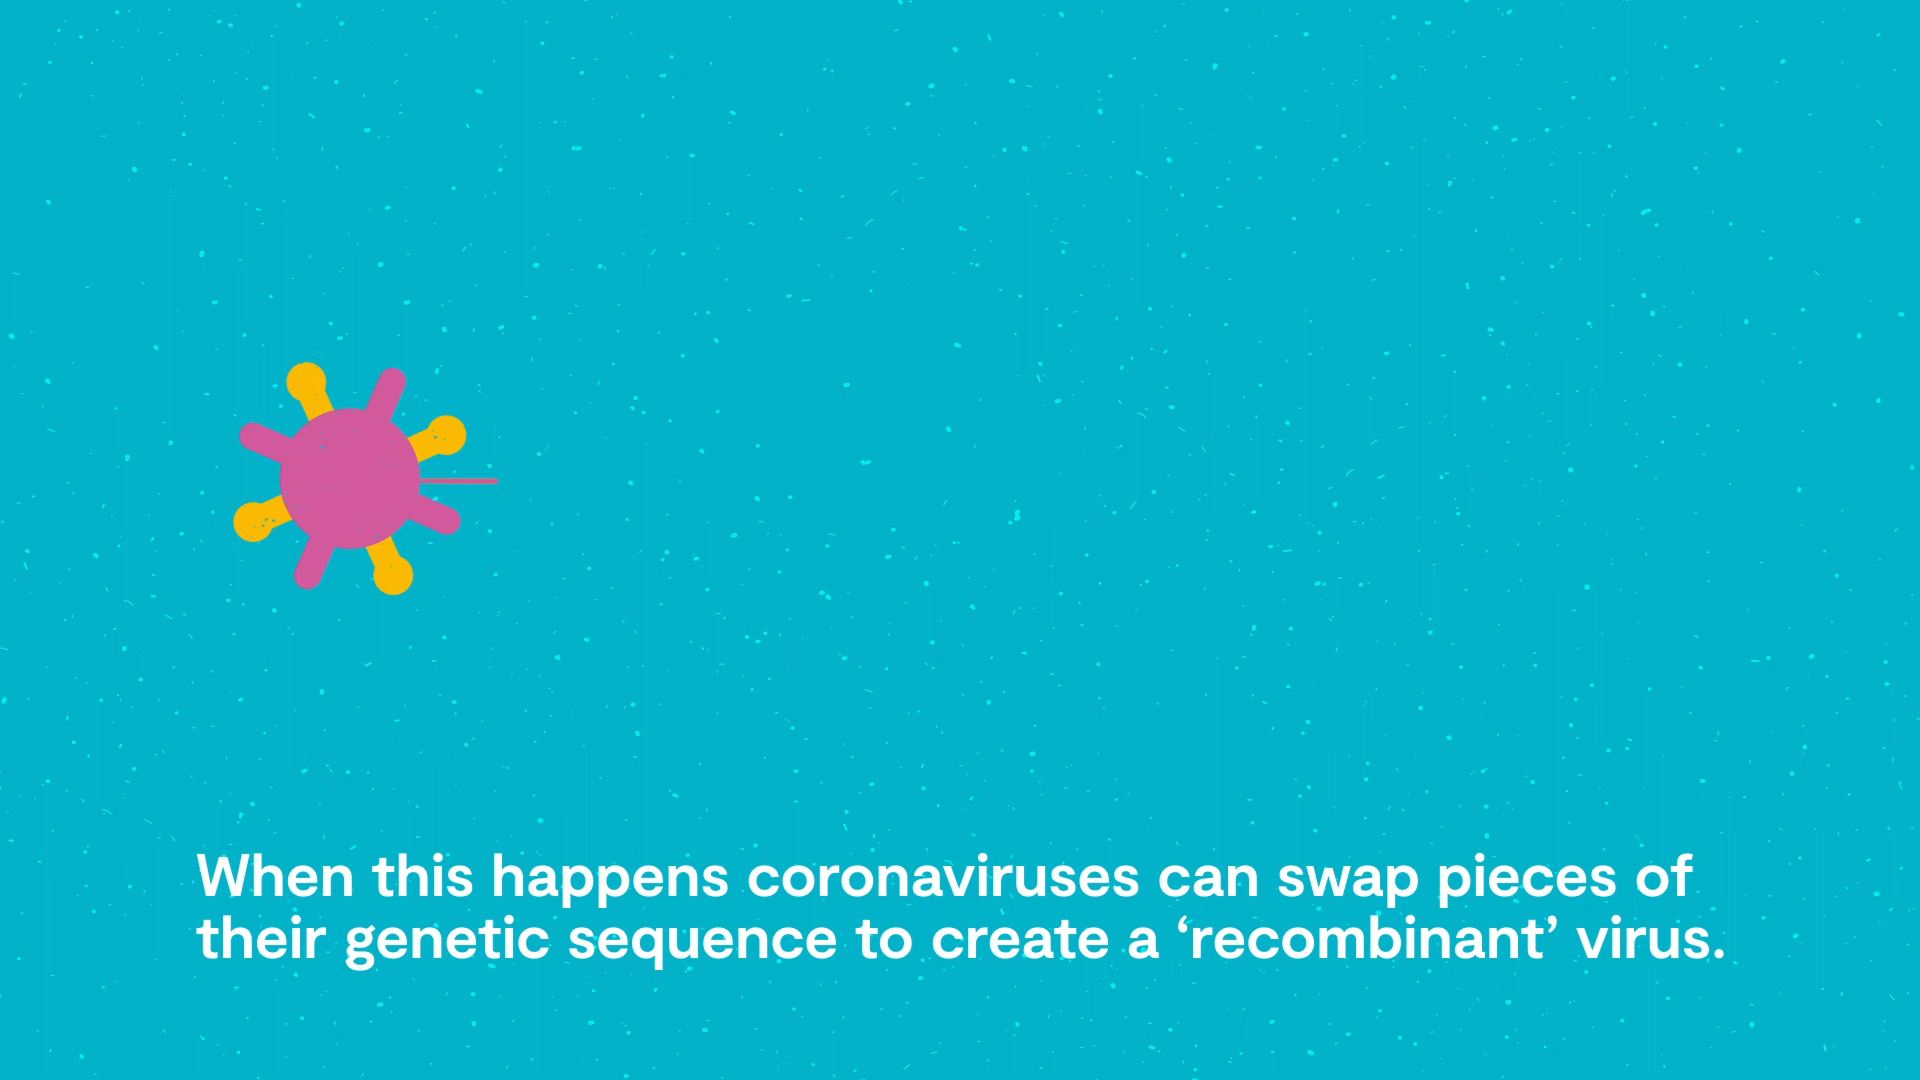 When this happens coronaviruses can swap pieces of
their genetic sequence to create a ‘recombinant’ virus.